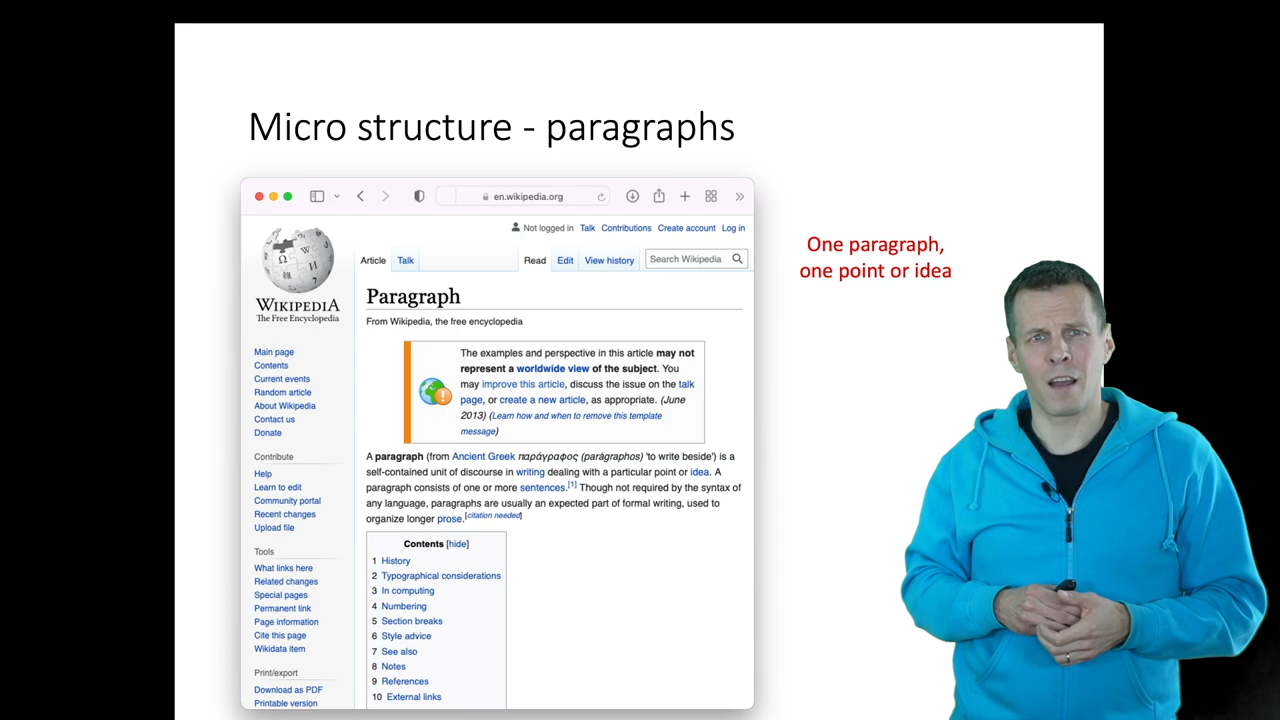 Micro structure - paragraphs
en.wikipedia.org
Not logged in Talk Contributions Create account Log in
Article Talk Read Edit View history Search Wikipedia
WIKIPEDIA
The Free Encyclopedia
Main page
Contents
Current events
Random article
About Wikipedia
Contact us
Donate
Contribute
Help
Learn to edit
Community portal
Recent changes
Upload file
Tools
What links here
Related changes
Special pages
Permanent link
Page information
Cite this page
Wikidata item
Print/export
Download as PDF
Printable version
Paragraph
From Wikipedia, the free encyclopedia
The examples and perspective in this article may not
represent a worldwide view of the subject. You
may improve this article, discuss the issue on the talk
page, or create a new article, as appropriate. (June
2013) (Learn how and when to remove this template
message)
A paragraph (from Ancient Greek παράγραφος (parágraphos) 'to write beside') is a
self-contained unit of discourse in writing dealing with a particular point or idea. A
paragraph consists of one or more sentences.[1] Though not required by the syntax of
any language, paragraphs are usually an expected part of formal writing, used to
organize longer prose.[citation needed]
Contents [hide]
1 History
2 Typographical considerations
3 In computing
4 Numbering
5 Section breaks
6 Style advice
7 See also
8 Notes
9 References
10 External links
One paragraph,
one point or idea